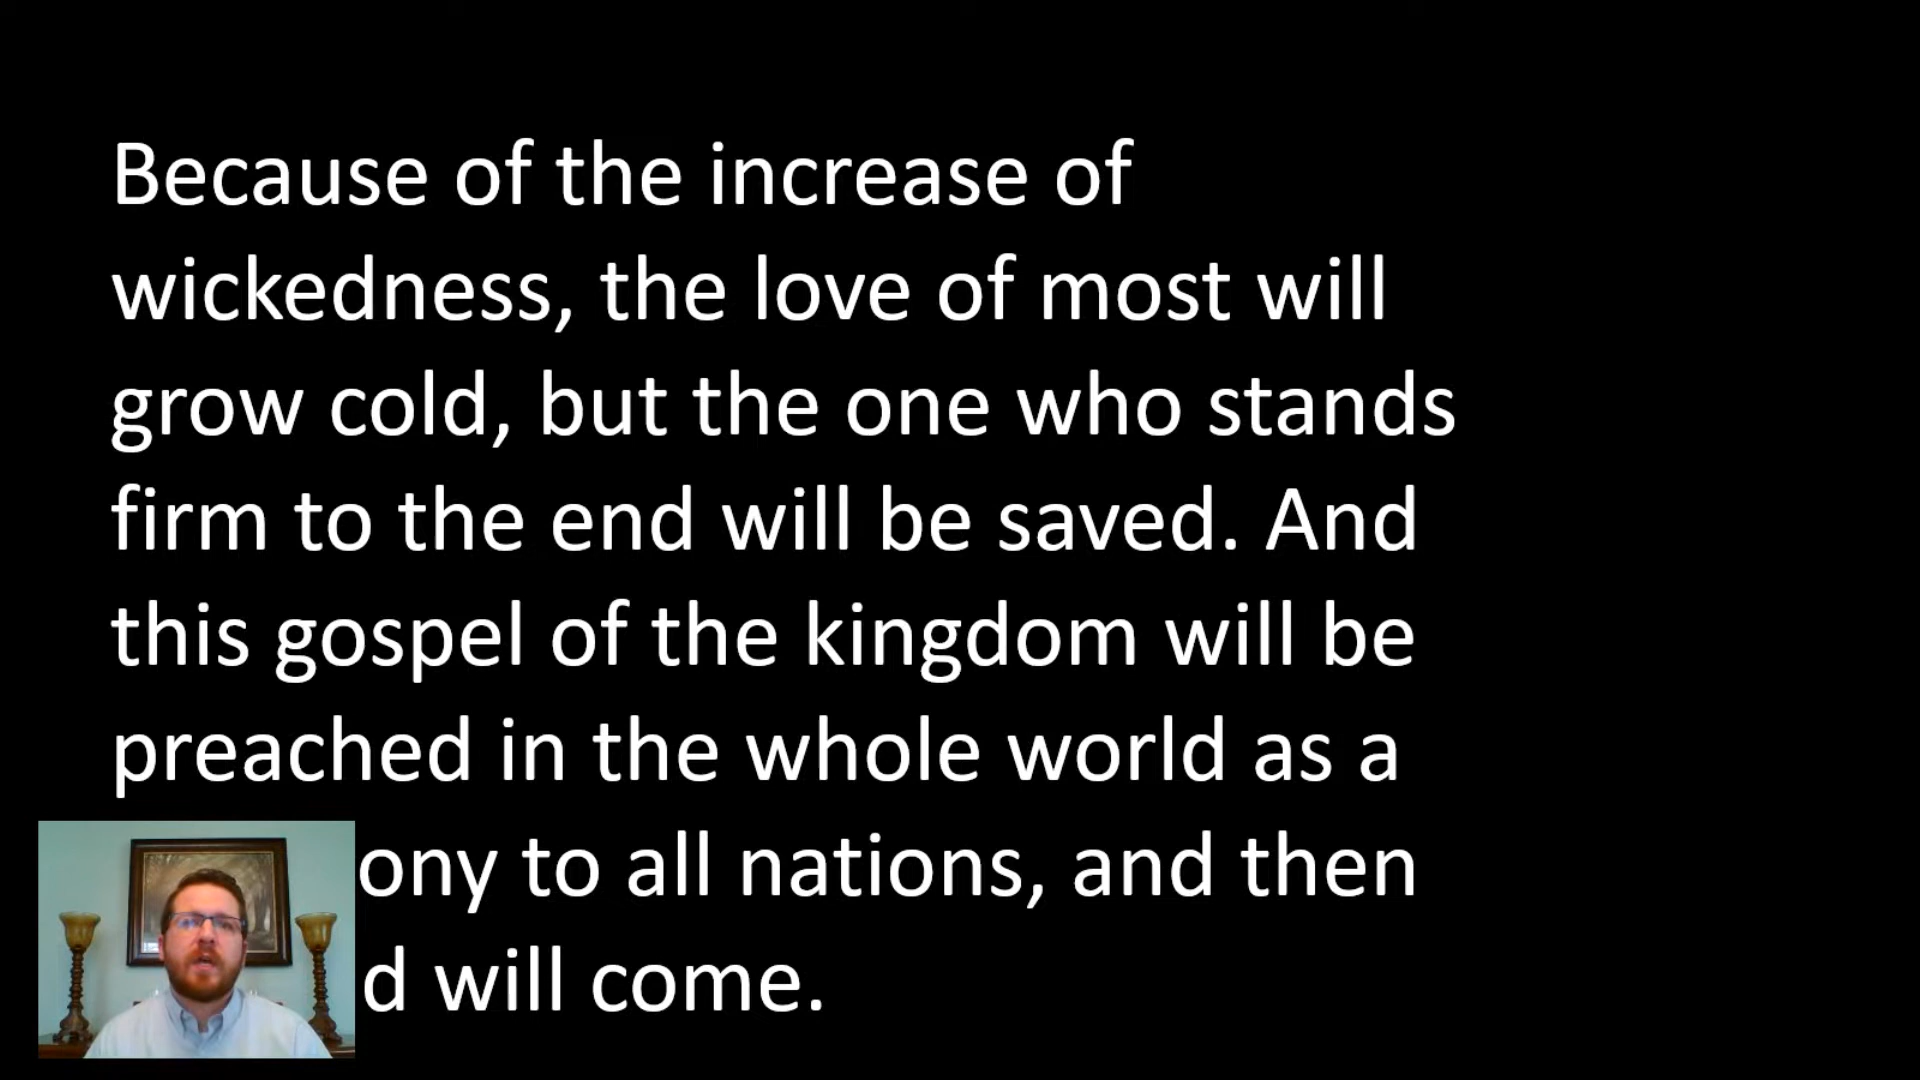 Because of the increase of
wickedness, the love of most will
grow cold, but the one who stands
firm to the end will be saved. And
this gospel of the kingdom will be
preached in the whole world as a
ony to all nations, and then
d will come.